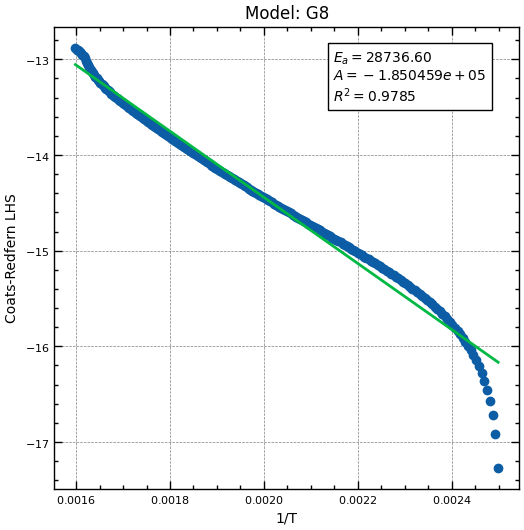 Model: G8
−13
−14
−15
−16
−17
Coats-Redfern LHS
E_a = 28736.60
A = −1.850459e + 05
R² = 0.9785
0.0016 0.0018 0.0020 0.0022 0.0024
1/T